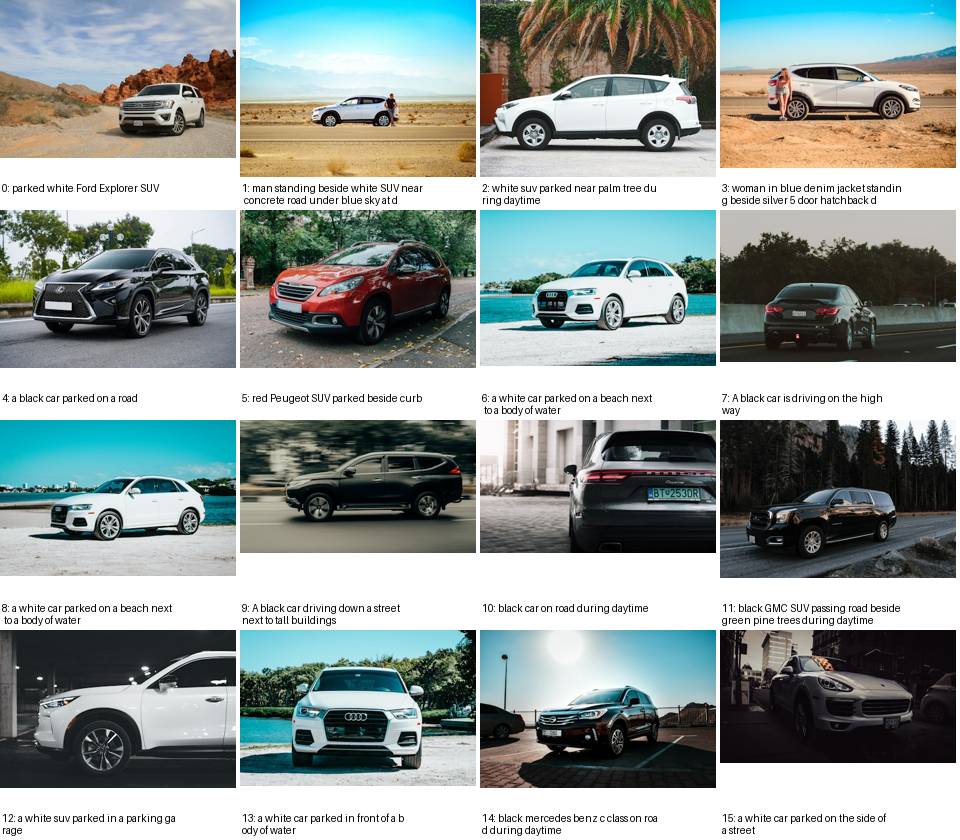 0: parked white Ford Explorer SUV
1: man standing beside white SUV near
concrete road under blue sky at d
2: white suv parked near palm tree du
ring daytime
3: woman in blue denim jacket standin
g beside silver 5 door hatchback d
4: a black car parked on a road
5: red Peugeot SUV parked beside curb
6: a white car parked on a beach next
to a body of water
7: A black car is driving on the high
way
8: a white car parked on a beach next
to a body of water
9: A black car driving down a street
next to tall buildings
BT 253DR
10: black car on road during daytime
11: black GMC SUV passing road beside
green pine trees during daytime
12: a white suv parked in a parking ga
rage
13: a white car parked in front of a b
ody of water
14: black mercedes benz c class on roa
d during daytime
15: a white car parked on the side of
a street